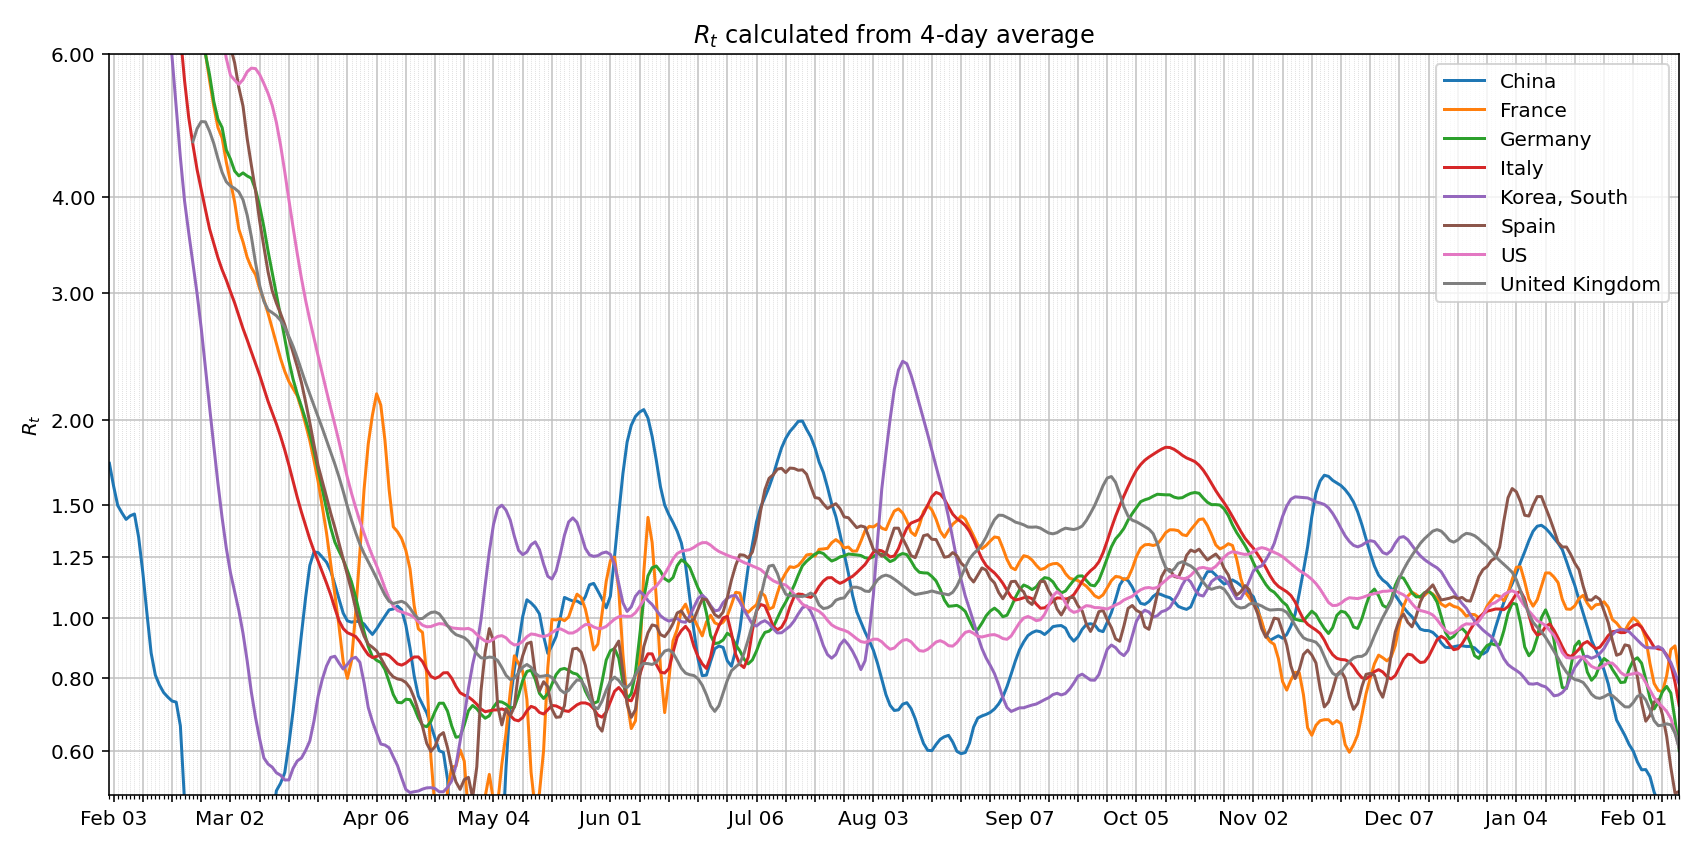 R_t calculated from 4-day average
R_t
6.00
4.00
3.00
2.00
1.50
1.25
1.00
0.80
0.60
China
France
Germany
Italy
Korea, South
Spain
US
United Kingdom
Feb 03 Mar 02 Apr 06 May 04 Jun 01 Jul 06 Aug 03 Sep 07 Oct 05 Nov 02 Dec 07 Jan 04 Feb 01